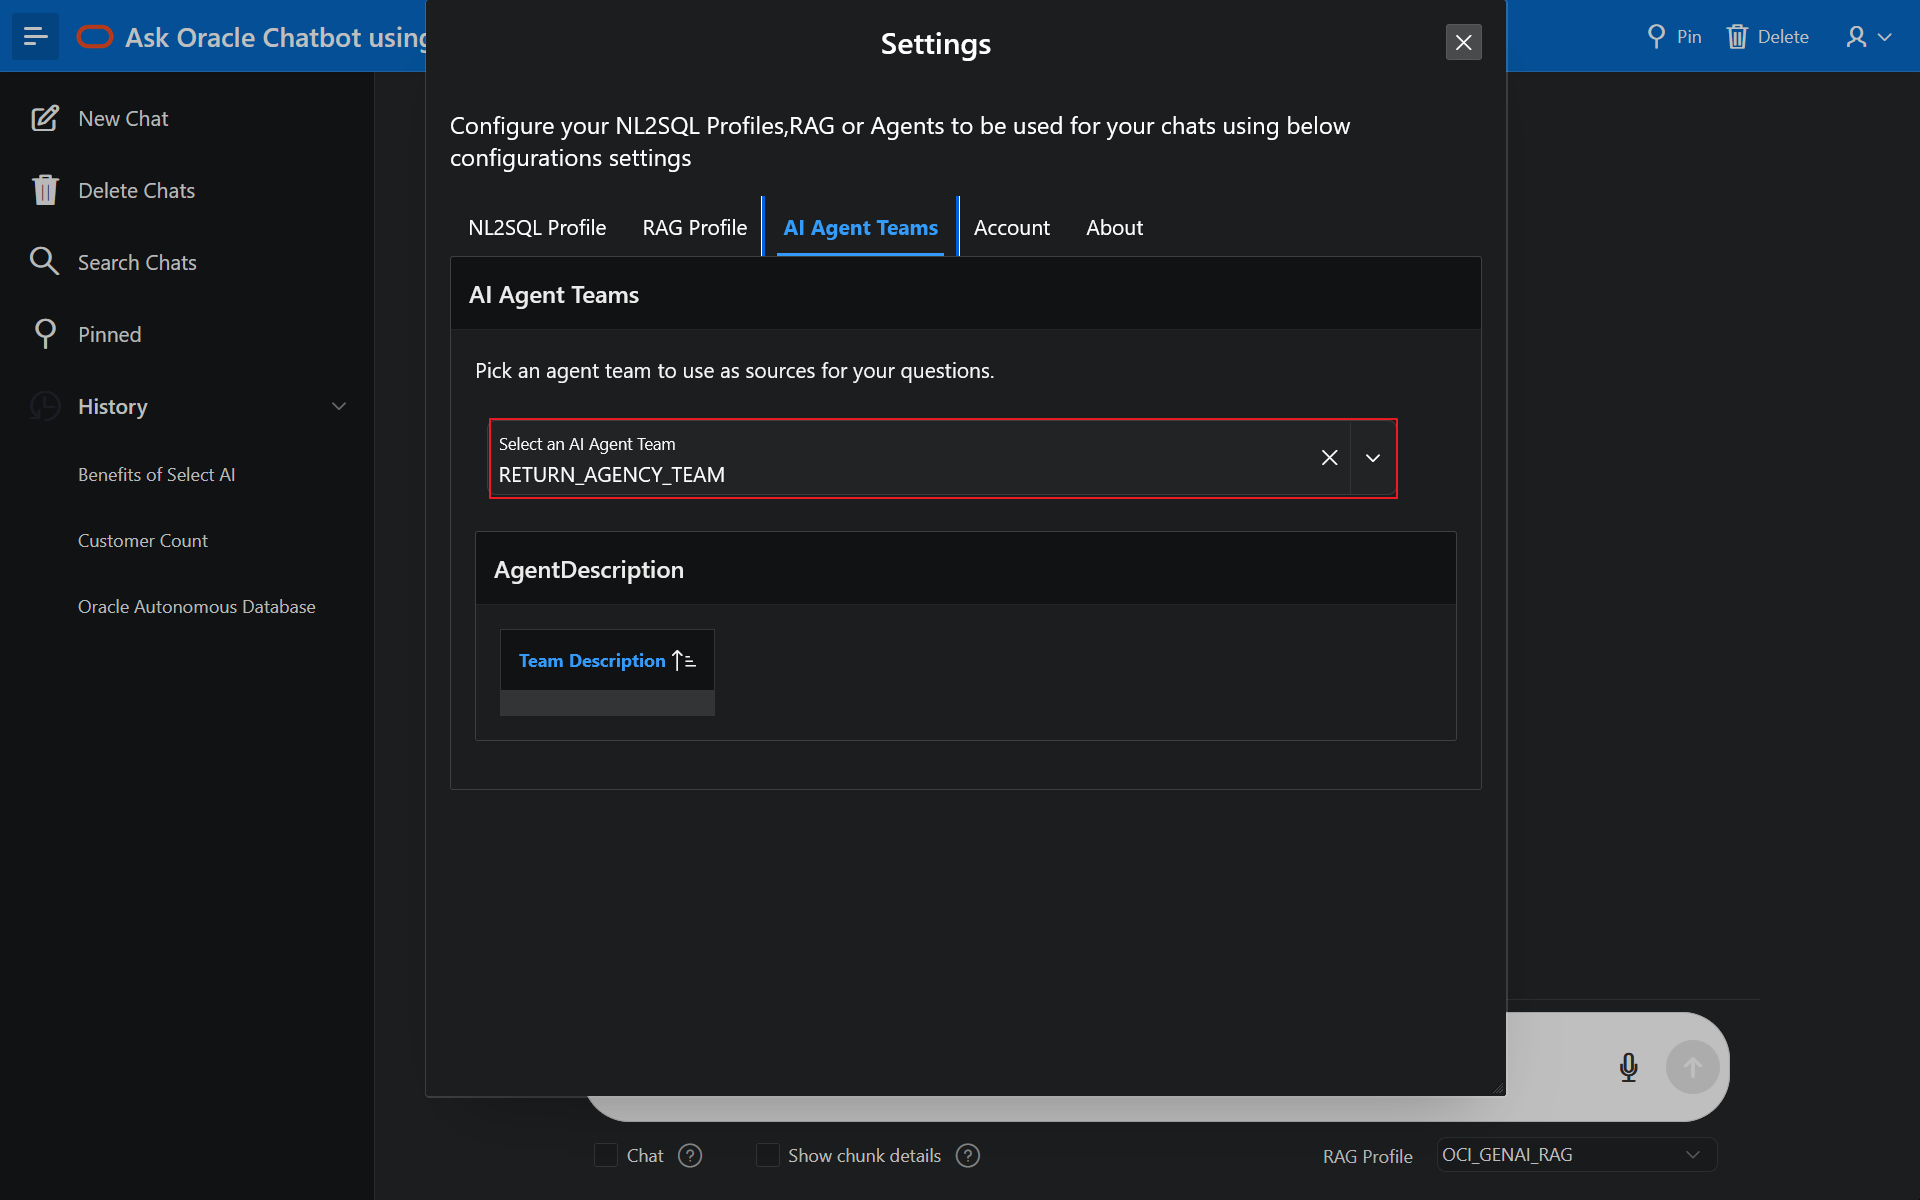 Ask Oracle Chatbot using
Settings
Pin
Delete
New Chat
Delete Chats
Search Chats
Pinned
History
Benefits of Select AI
Customer Count
Oracle Autonomous Database
Configure your NL2SQL Profiles,RAG or Agents to be used for your chats using below
configurations settings
NL2SQL Profile
RAG Profile
AI Agent Teams
Account
About
AI Agent Teams
Pick an agent team to use as sources for your questions.
Select an AI Agent Team
RETURN_AGENCY_TEAM
AgentDescription
Team Description
Chat
Show chunk details
RAG Profile
OCI_GENAI_RAG